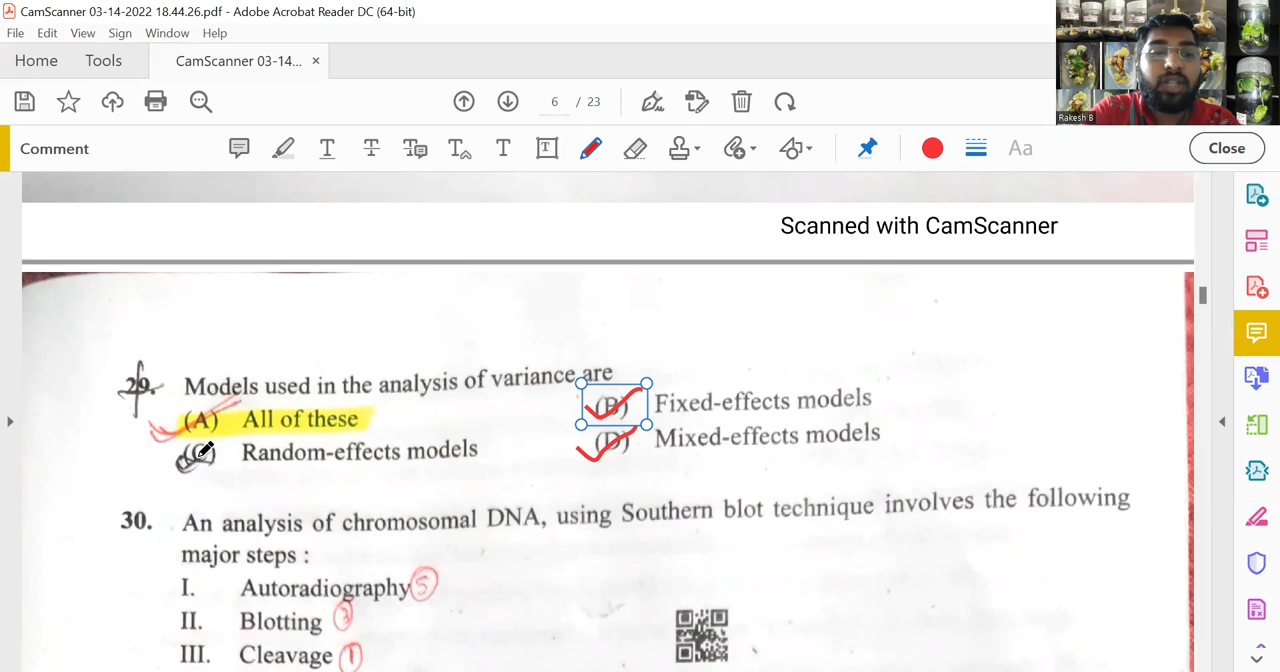 CamScanner 03-14-2022 18.44.26.pdf - Adobe Acrobat Reader DC (64-bit)
File Edit View Sign Window Help
Home Tools CamScanner 03-14... ×
6 / 23
Rakesh B
Comment
Aa
Close
Scanned with CamScanner
29. Models used in the analysis of variance are
(A) All of these (B) Fixed-effects models
(C) Random-effects models (D) Mixed-effects models
30. An analysis of chromosomal DNA, using Southern blot technique involves the following
major steps :
I. Autoradiography 5
II. Blotting 3
III. Cleavage 1